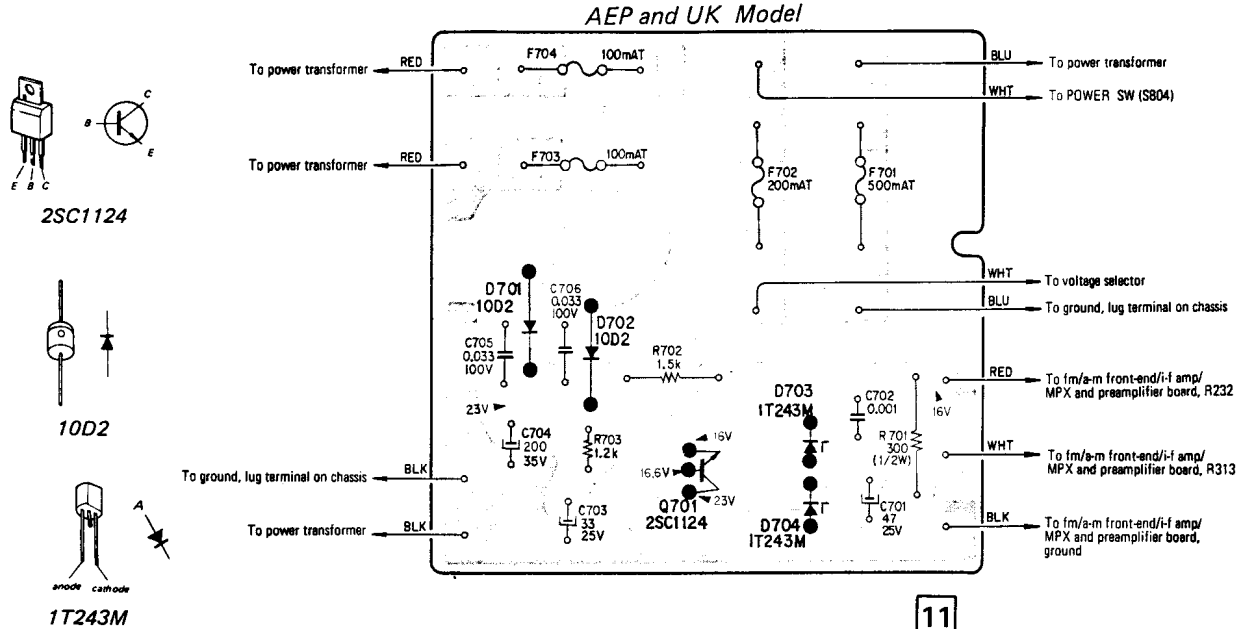 AEP and UK Model
C
B
E
E B C
2SC1124
10D2
A
anode cathode
1T243M
To power transformer
RED
To power transformer
RED
To ground, lug terminal on chassis
BLK
To power transformer
BLK
F704
100mAT
F703
100mAT
F702
200mAT
F701
500mAT
D701
10D2
C706
0.033
100V
D702
10D2
C705
0.033
100V
R702
1.5k
23V
C704
200
35V
R703
1.2k
C703
33
25V
16V
16.6V
23V
Q701
2SC1124
D703
1T243M
D704
1T243M
C702
0.001
16V
R701
300
(1/2W)
C701
47
25V
BLU
To power transformer
WHT
To POWER SW (S804)
WHT
To voltage selector
BLU
To ground, lug terminal on chassis
RED
To fm/a-m front-end/i-f amp/
MPX and preamplifier board, R232
WHT
To fm/a-m front-end/i-f amp/
MPX and preamplifier board, R313
BLK
To fm/a-m front-end/i-f amp/
MPX and preamplifier board,
ground
11